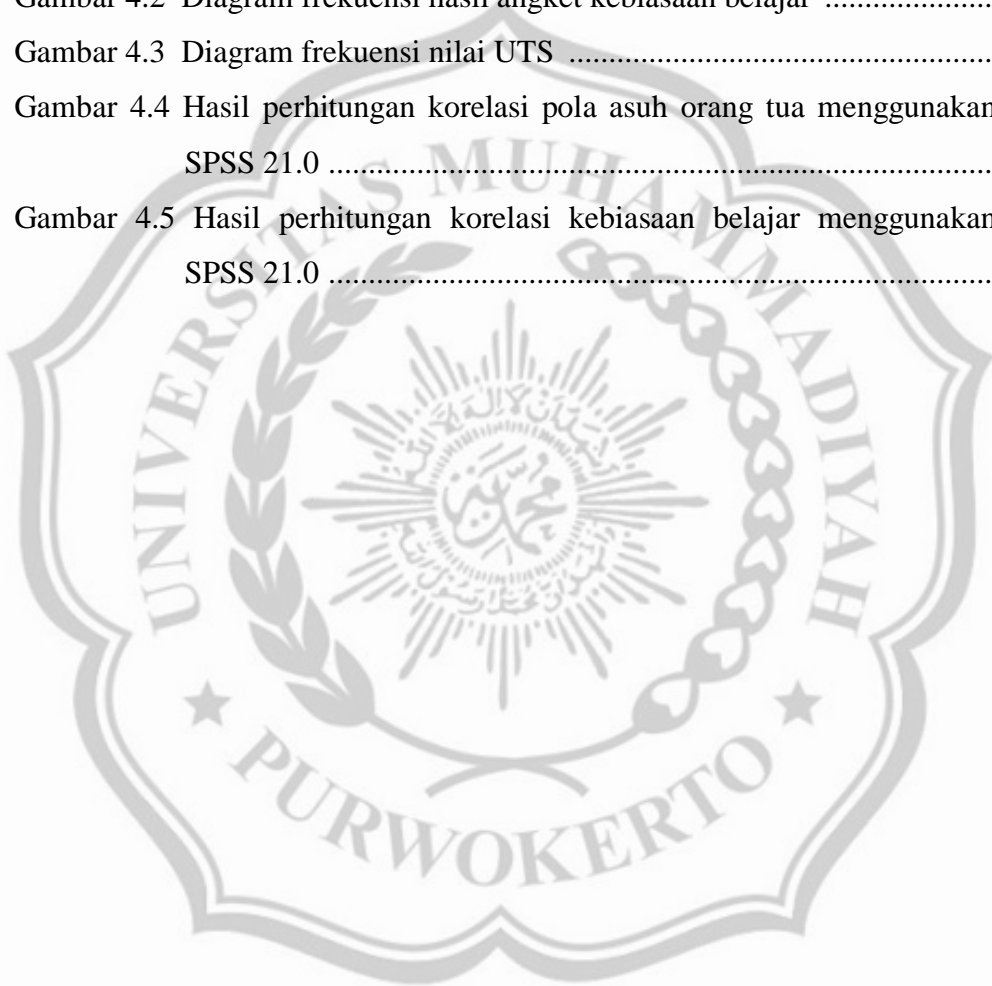 Gambar 4.2 Diagram frekuensi hasil angket kebiasaan belajar ......................
Gambar 4.3 Diagram frekuensi nilai UTS ......................................................
Gambar 4.4 Hasil perhitungan korelasi pola asuh orang tua menggunakan
SPSS 21.0 ...................................................................................
Gambar 4.5 Hasil perhitungan korelasi kebiasaan belajar menggunakan
SPSS 21.0 ...................................................................................
UNIVERSITAS MUHAMMADIYAH
PURWOKERTO